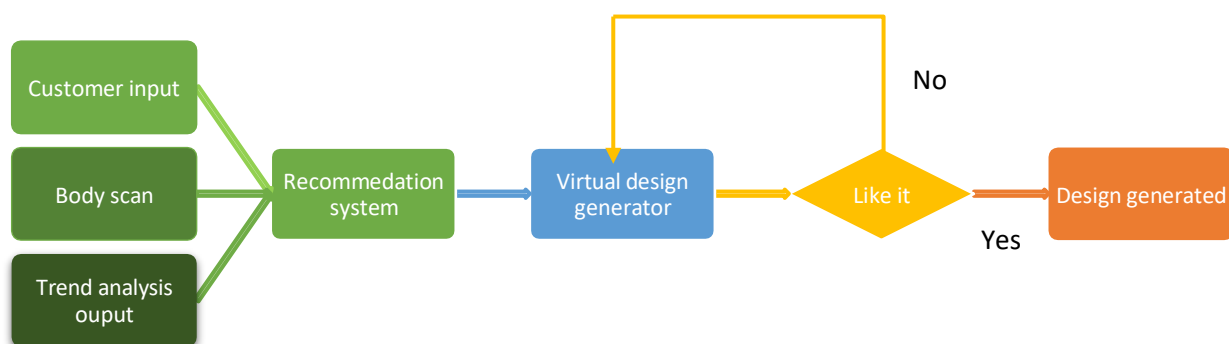 Customer input
Body scan
Trend analysis
ouput
Recommedation
system
Virtual design
generator
No
Like it
Yes
Design generated